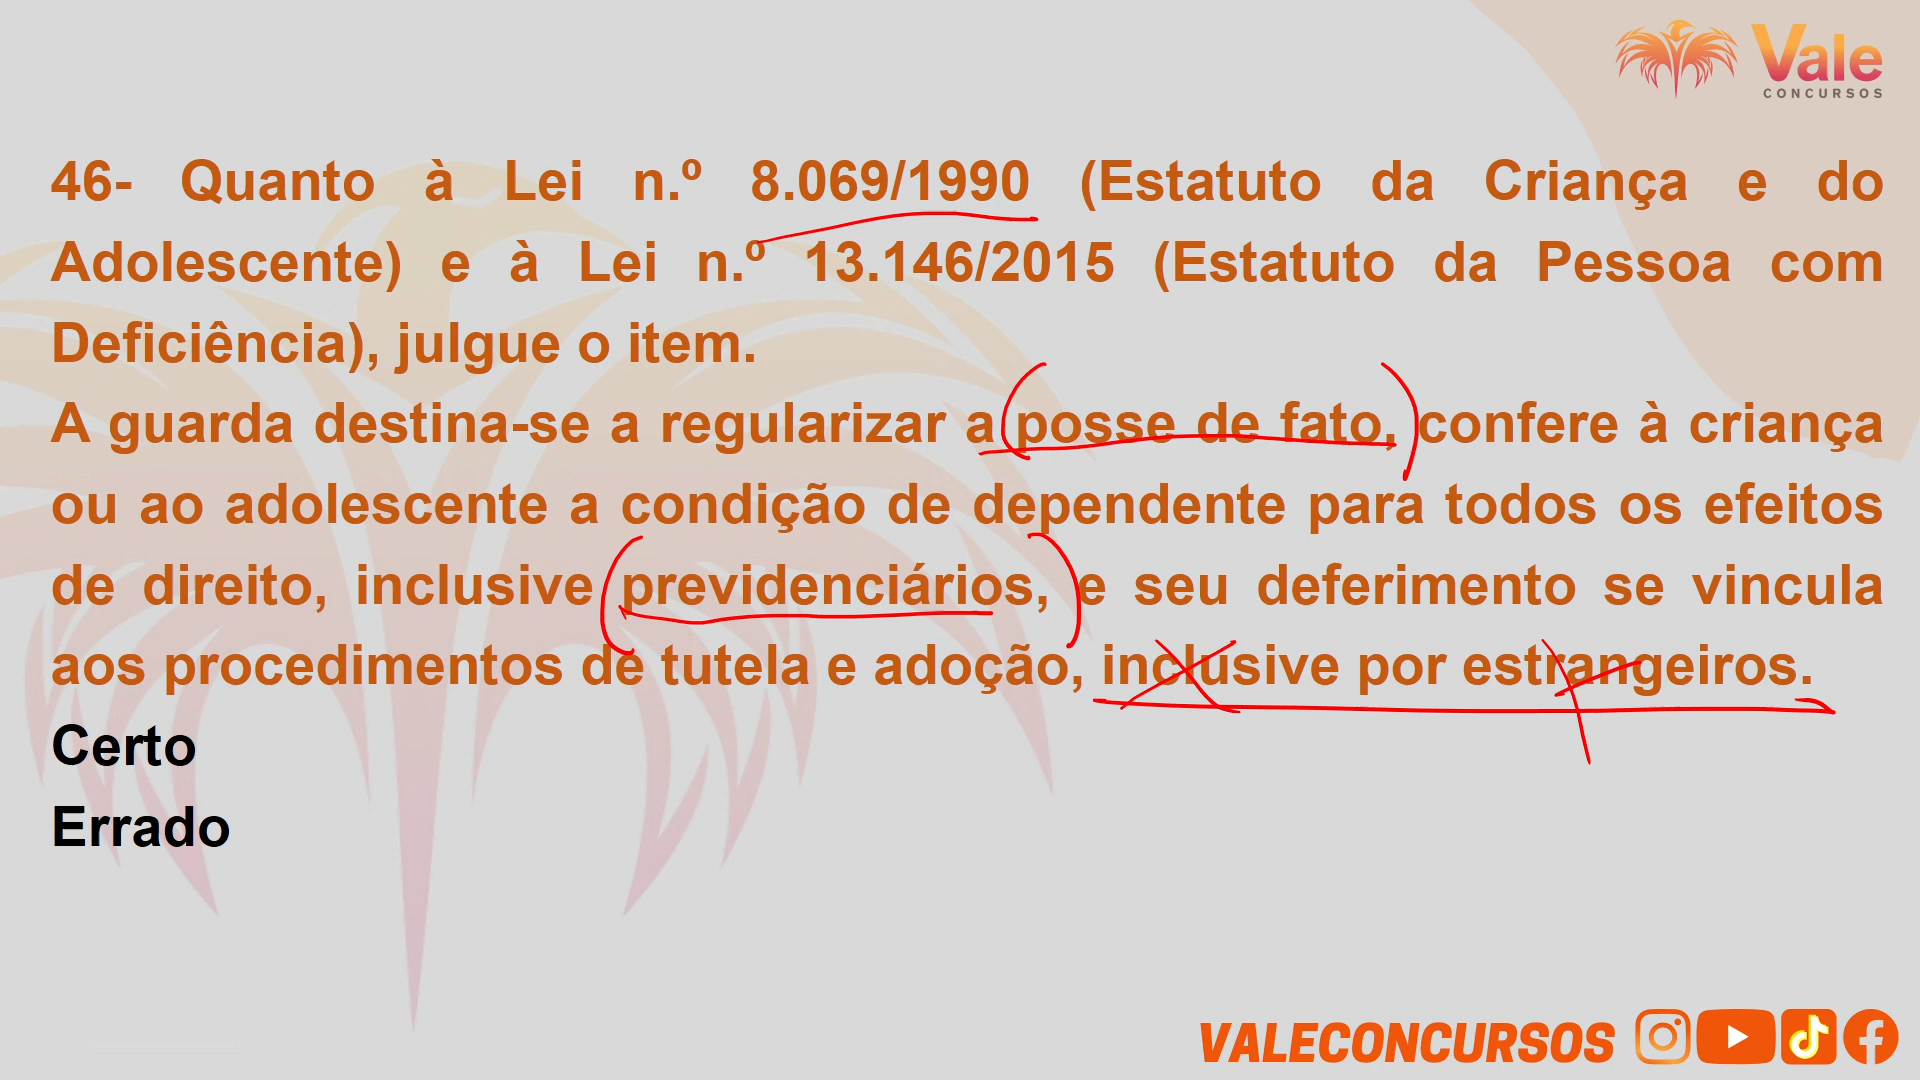 Vale
CONCURSOS
46- Quanto à Lei n.º 8.069/1990 (Estatuto da Criança e do
Adolescente) e à Lei n.º 13.146/2015 (Estatuto da Pessoa com
Deficiência), julgue o item.
A guarda destina-se a regularizar a posse de fato, confere à criança
ou ao adolescente a condição de dependente para todos os efeitos
de direito, inclusive previdenciários, e seu deferimento se vincula
aos procedimentos de tutela e adoção, inclusive por estrangeiros.
Certo
Errado
VALECONCURSOS